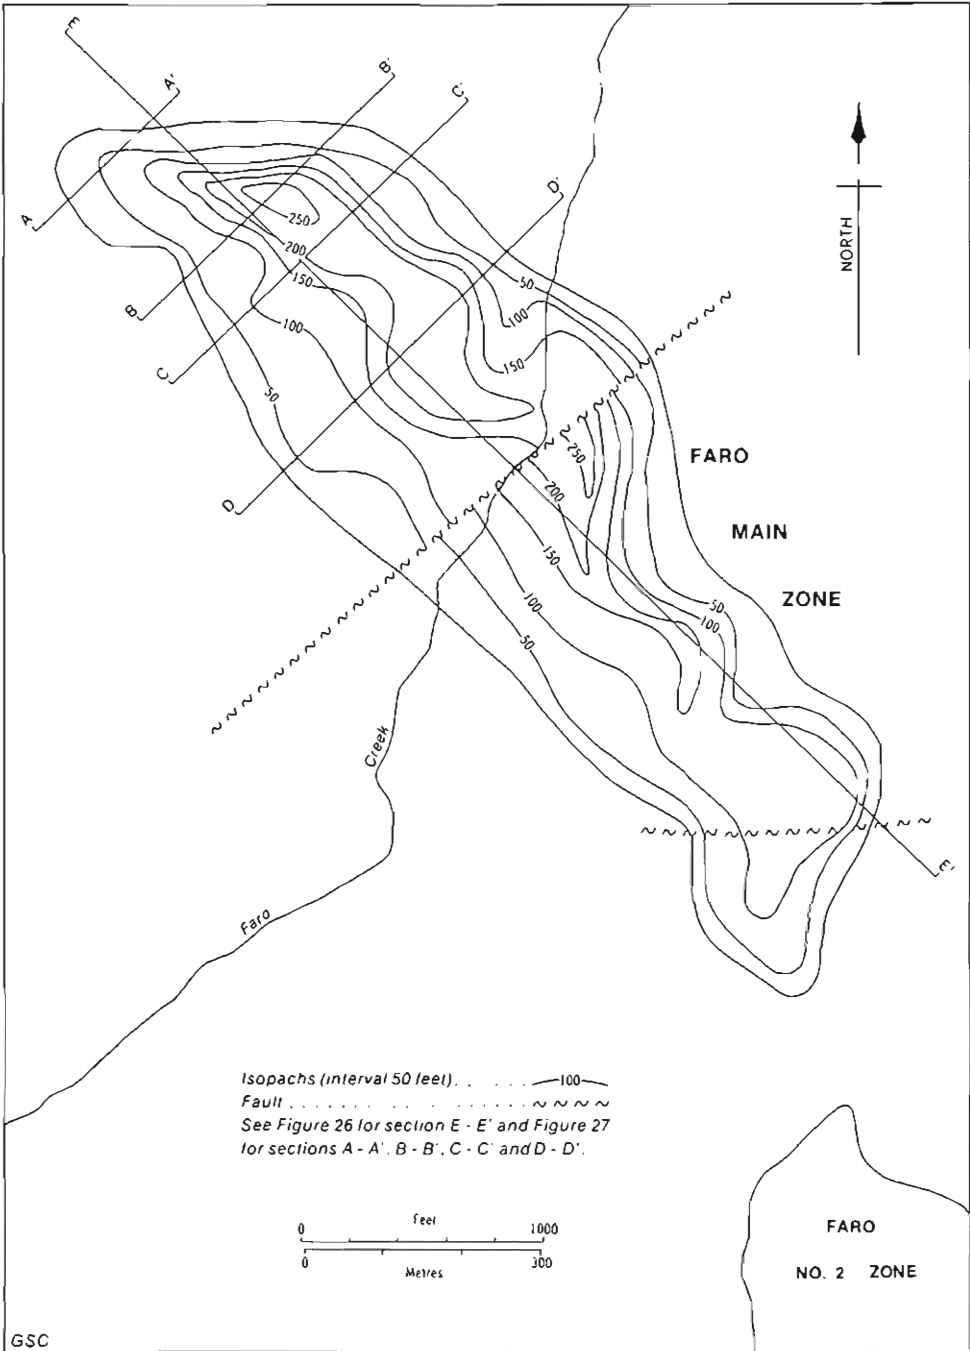 E
A'
B'
C'
D'
A
B
C
D
E'
250
200
150
100
50
50
100
150
250
200
150
100
50
50
100
NORTH
FARO
MAIN
ZONE
Creek
Faro
Isopachs (interval 50 feet). . . . . . —100—
Fault . . . . . . . . . . . . . . . . ~ ~ ~ ~
See Figure 26 for section E - E' and Figure 27
for sections A - A', B - B', C - C' and D - D'.
Feet
0 1000
0 300
Metres
FARO
NO. 2 ZONE
GSC